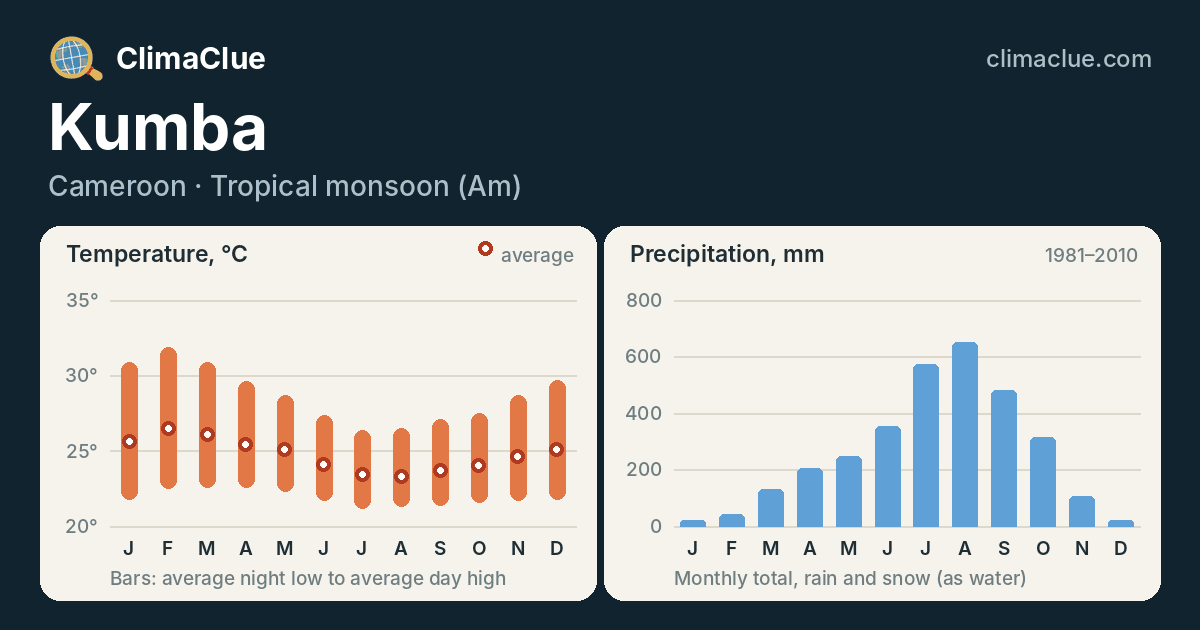 ClimaClue
climaclue.com
Kumba
Cameroon · Tropical monsoon (Am)
Temperature, °C
average
35°
30°
25°
20°
J F M A M J J A S O N D
Bars: average night low to average day high
Precipitation, mm
1981–2010
800
600
400
200
0
J F M A M J J A S O N D
Monthly total, rain and snow (as water)